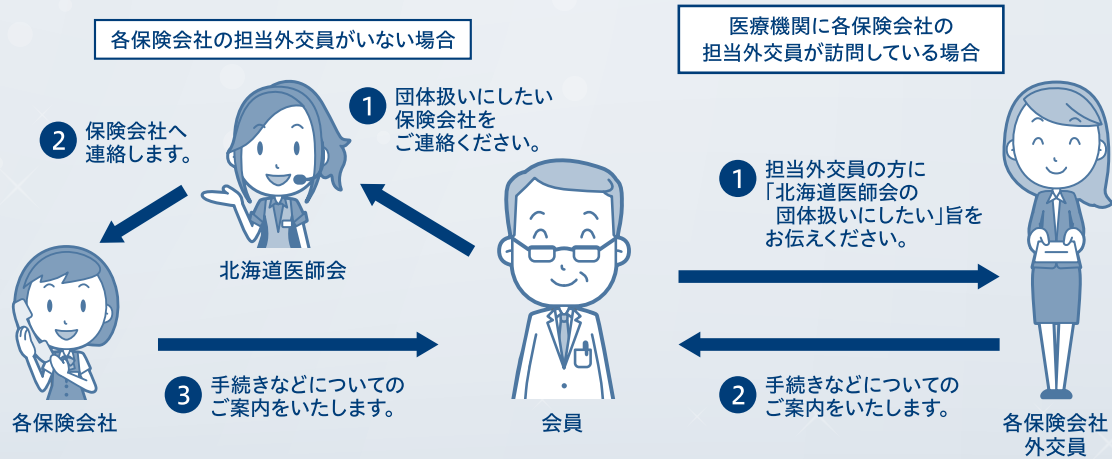 各保険会社の担当外交員がいない場合
1 団体扱いにしたい
保険会社を
ご連絡ください。
2 保険会社へ
連絡します。
北海道医師会
各保険会社
3 手続きなどについての
ご案内をいたします。
会員
医療機関に各保険会社の
担当外交員が訪問している場合
1 担当外交員の方に
「北海道医師会の
団体扱いにしたい」旨を
お伝えください。
2 手続きなどについての
ご案内をいたします。
各保険会社
外交員